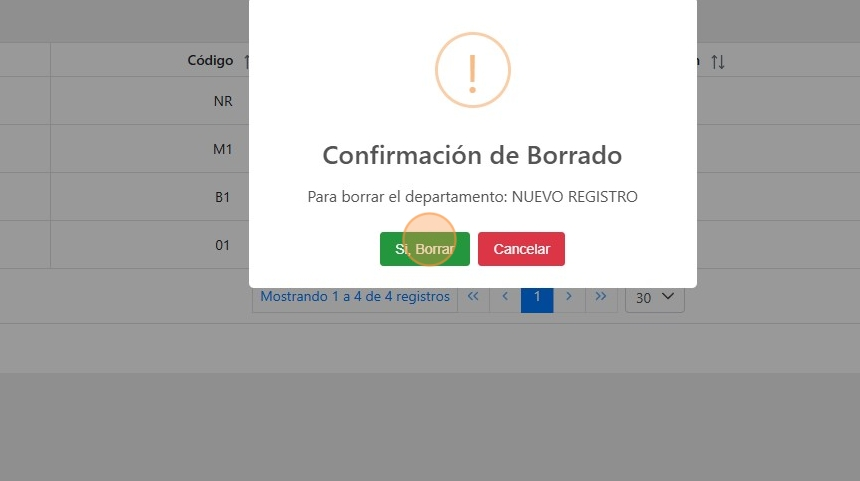 Código
!
Confirmación de Borrado
Para borrar el departamento: NUEVO REGISTRO
Si, Borrar
Cancelar
NR
M1
B1
01
Mostrando 1 a 4 de 4 registros
1
30